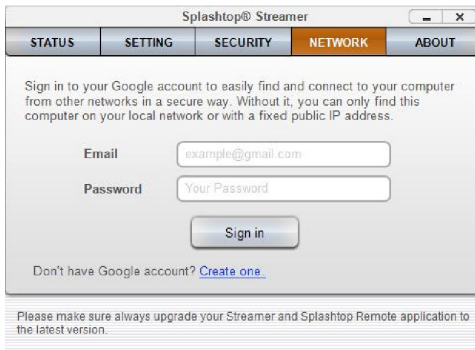 Splashtop® Streamer
STATUS SETTING SECURITY NETWORK ABOUT
Sign in to your Google account to easily find and connect to your computer
from other networks in a secure way. Without it, you can only find this
computer on your local network or with a fixed public IP address.
Email example@gmail.com
Password Your Password
Sign in
Don't have Google account? Create one.
Please make sure always upgrade your Streamer and Splashtop Remote application to
the latest version.